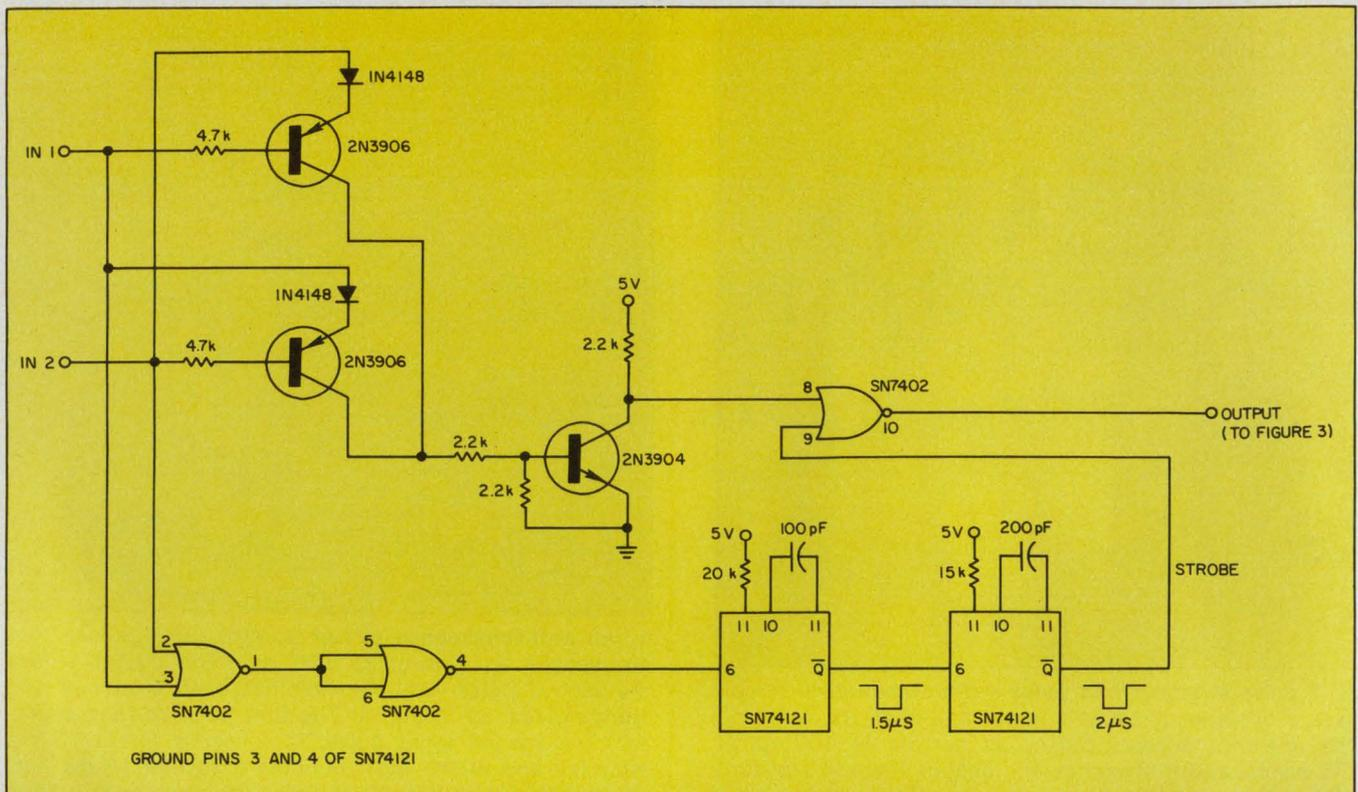 1N4148
4.7k
2N3906
IN 1
1N4148
5V
2.2k
4.7k
2N3906
IN 2
8
SN7402
9
10
OUTPUT
(TO FIGURE 3)
2.2k
2N3904
2.2k
5V
100pF
5V
200pF
20 k
15k
STROBE
11 10 11
11 10 11
2
3
1
5
6
4
6
Q̅
6
Q̅
SN7402
SN7402
SN74121
1.5µS
SN74121
2µS
GROUND PINS 3 AND 4 OF SN74121